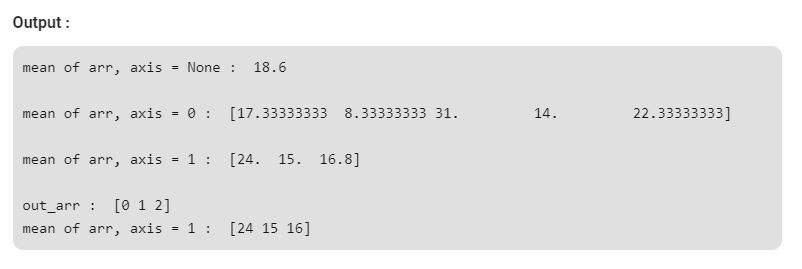 Output :
mean of arr, axis = None :  18.6
mean of arr, axis = 0 :  [17.33333333  8.33333333 31.         14.         22.33333333]
mean of arr, axis = 1 :  [24.  15.  16.8]
out_arr :  [0 1 2]
mean of arr, axis = 1 :  [24 15 16]